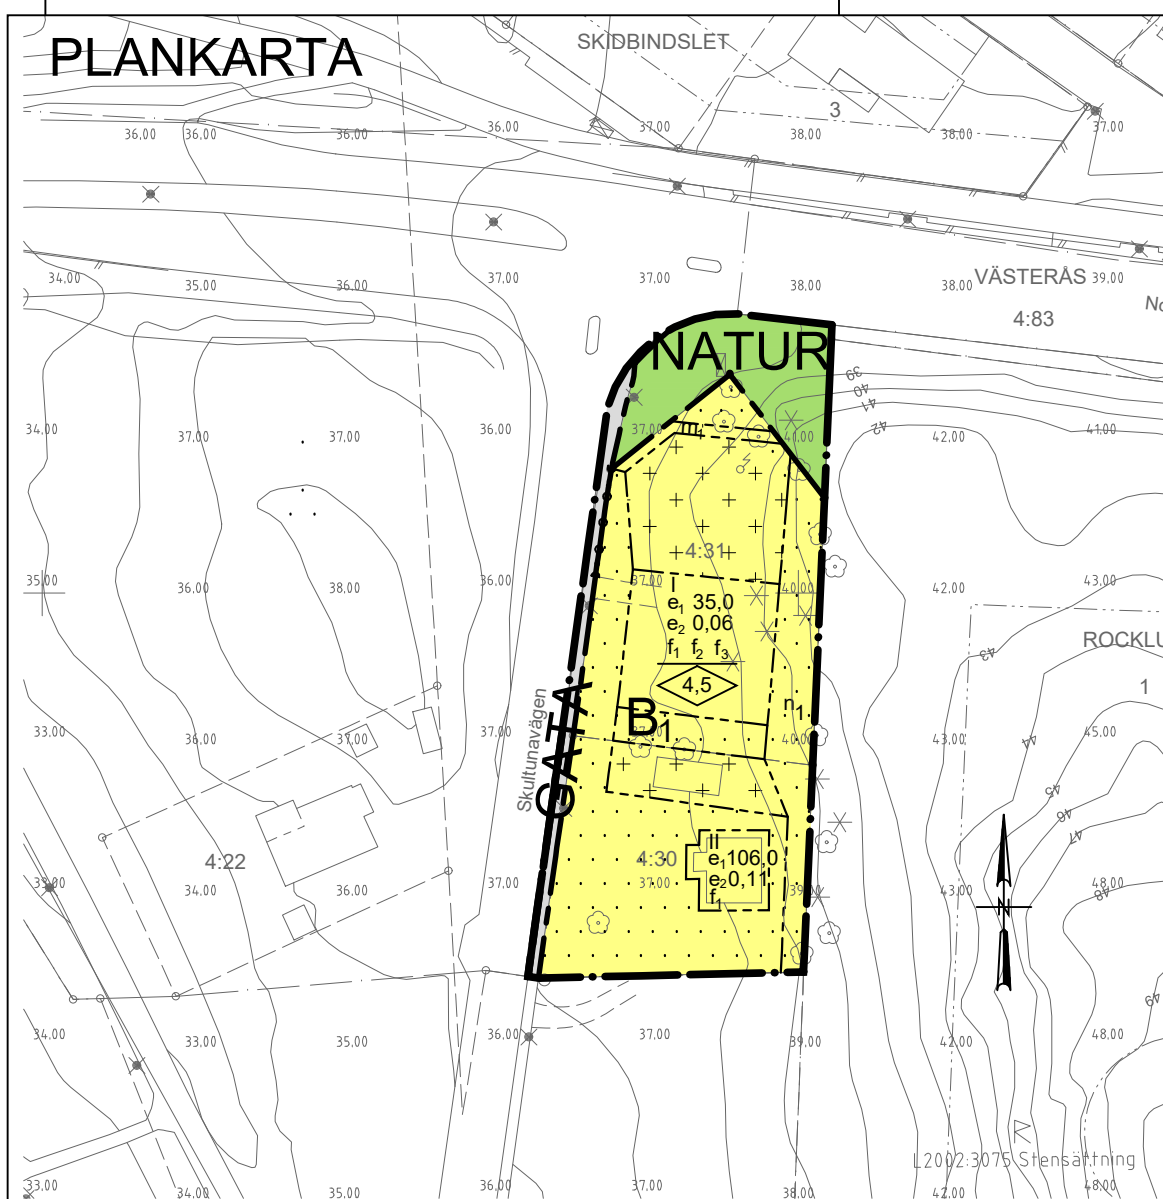 PLANKARTA
SKIDBINDSLET
3
36,00 36,00 36,00 36,00 37,00 38,00 38,00 37,00
34,00 35,00 36,00 37,00 37,00 38,00 38,00 39,00
VÄSTERÅS
4:83
NATUR
39
40
41
42
34,00 37,00 37,00 36,00 37,00 41,00 42,00 41,00
m1
4:31
35,00 36,00 38,00 36,00 37,00 40,00 42,00 43,00
I
e1 35,0
e2 0,06
f1 f2 f3
4,5
ROCKLU
43
1
n1
B1
GATA
Skultunavägen
33,00 36,00 37,00 37,00 40,00 43,00 45,00
44
45
46
47
II
e1 106,0
e2 0,11
f1
4:22
4:30
34,00 36,00 37,00 37,00 43,00 48,00
48
N
49
34,00 33,00 35,00 36,00 37,00 39,00 42,00 48,00
L2002:3075 Stensättning
33,00 34,00 35,00 36,00 37,00 38,00 42,00 48,00